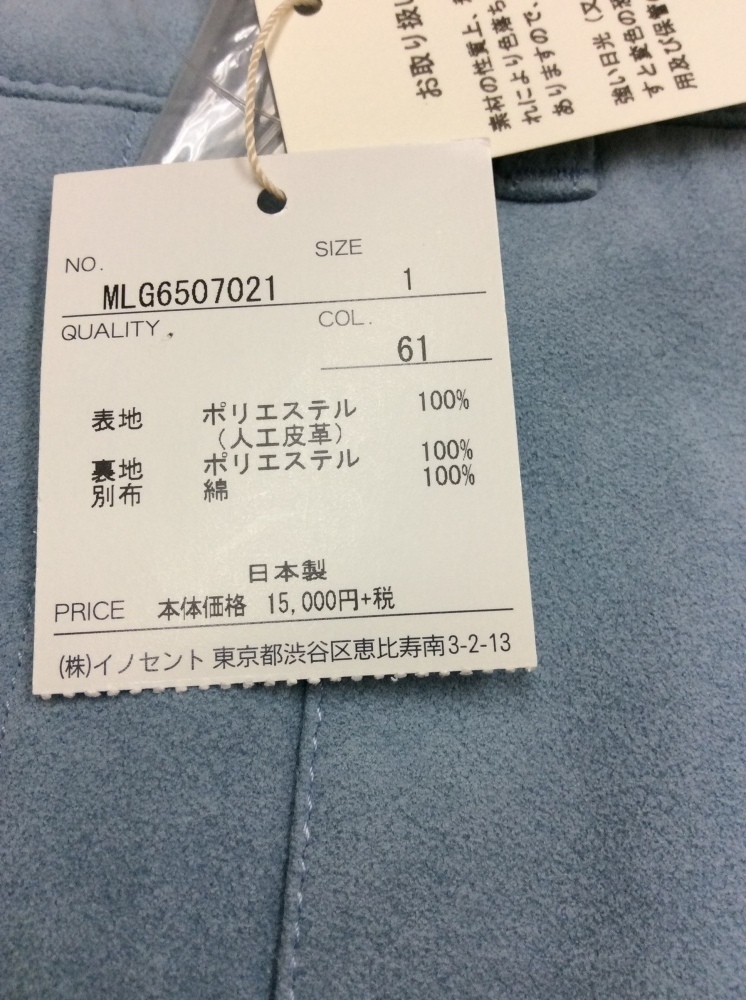 お取り扱い
素材の性質上、
れにより色落ち
ありますので、
強い日光（又
すと変色の恐
用及び保管
NO. MLG6507021 SIZE 1
QUALITY COL. 61
表地 ポリエステル 100%
（人工皮革）
裏地 ポリエステル 100%
別布 綿 100%
日本製
PRICE 本体価格 15,000円+税
(株)イノセント 東京都渋谷区恵比寿南3-2-13